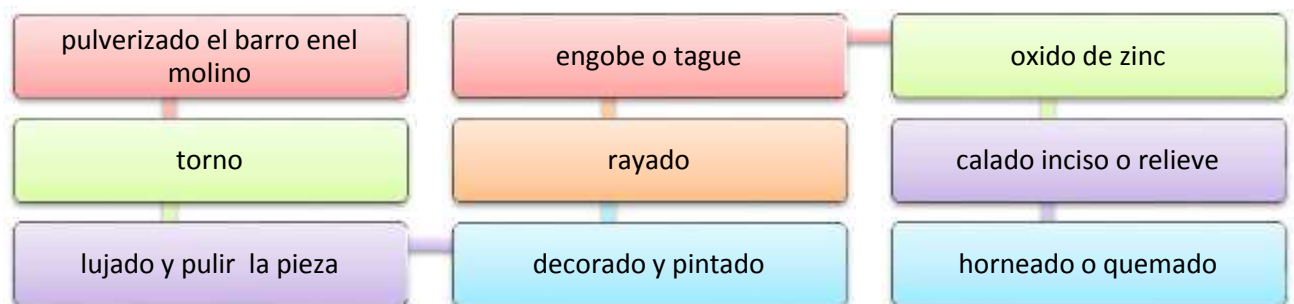 pulverizado el barro enel
molino
torno
lujado y pulir la pieza
decorado y pintado
rayado
engobe o tague
oxido de zinc
calado inciso o relieve
horneado o quemado